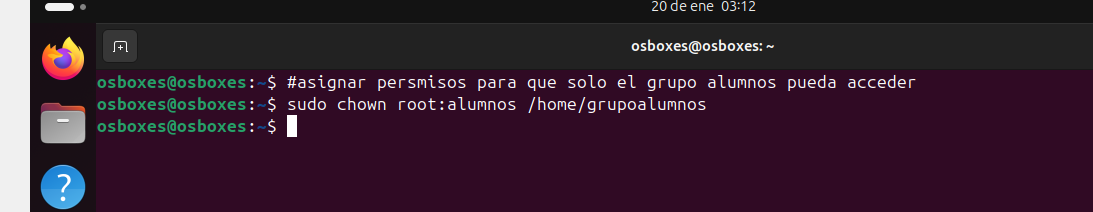 20 de ene 03:12
osboxes@osboxes: ~
osboxes@osboxes:~$ #asignar persmisos para que solo el grupo alumnos pueda acceder
osboxes@osboxes:~$ sudo chown root:alumnos /home/grupoalumnos
osboxes@osboxes:~$
?